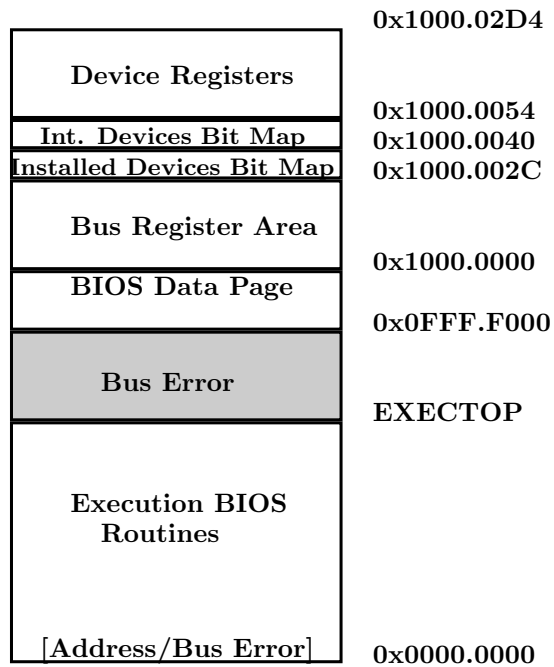 0x1000.02D4
Device Registers
0x1000.0054
Int. Devices Bit Map
0x1000.0040
Installed Devices Bit Map
0x1000.002C
Bus Register Area
0x1000.0000
BIOS Data Page
0x0FFF.F000
Bus Error
EXECTOP
Execution BIOS
Routines
[Address/Bus Error]
0x0000.0000